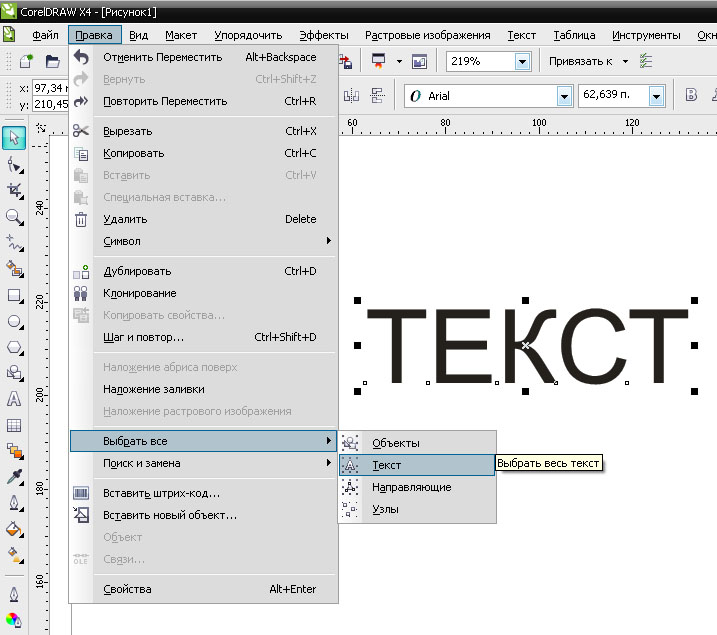 CorelDRAW X4 - [Рисунок1]
Файл Правка Вид Макет Упорядочить Эффекты Растровые изображения Текст Таблица Инструменты Окн
219% Привязать к
x: 97,34 м
y: 210,45
Arial 62,639 п. B
60 100 120
240
220
200
180
160
Отменить Переместить Alt+Backspace
Вернуть Ctrl+Shift+Z
Повторить Переместить Ctrl+R
Вырезать Ctrl+X
Копировать Ctrl+C
Вставить Ctrl+V
Специальная вставка...
Удалить Delete
Символ
Дублировать Ctrl+D
Клонирование
Копировать свойства...
Шаг и повтор... Ctrl+Shift+D
Наложение абриса поверх
Наложение заливки
Наложение растрового изображения
Выбрать все
Поиск и замена
Вставить штрих-код...
Вставить новый объект...
Объект
OLE Связи...
Свойства Alt+Enter
Объекты
Текст
Направляющие
Узлы
Выбрать весь текст
ТЕКСТ